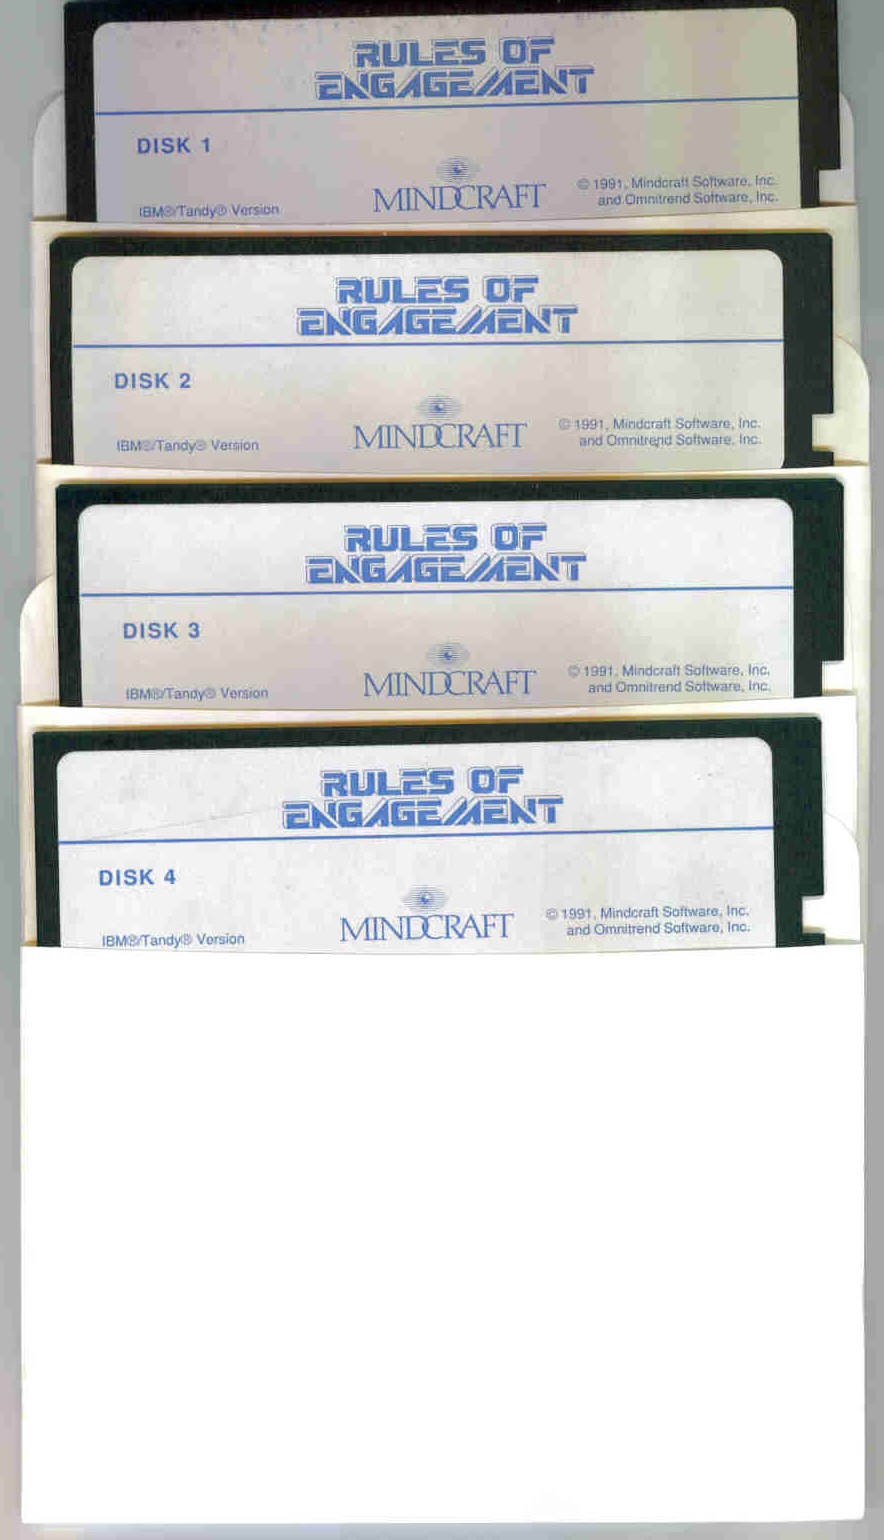 RULES OF
ENGAGEMENT
DISK 1
MINDCRAFT
IBM®/Tandy® Version
© 1991, Mindcraft Software, Inc.
and Omnitrend Software, Inc.
RULES OF
ENGAGEMENT
DISK 2
MINDCRAFT
IBM®/Tandy® Version
© 1991, Mindcraft Software, Inc.
and Omnitrend Software, Inc.
RULES OF
ENGAGEMENT
DISK 3
MINDCRAFT
IBM®/Tandy® Version
© 1991, Mindcraft Software, Inc.
and Omnitrend Software, Inc.
RULES OF
ENGAGEMENT
DISK 4
MINDCRAFT
IBM®/Tandy® Version
© 1991, Mindcraft Software, Inc.
and Omnitrend Software, Inc.